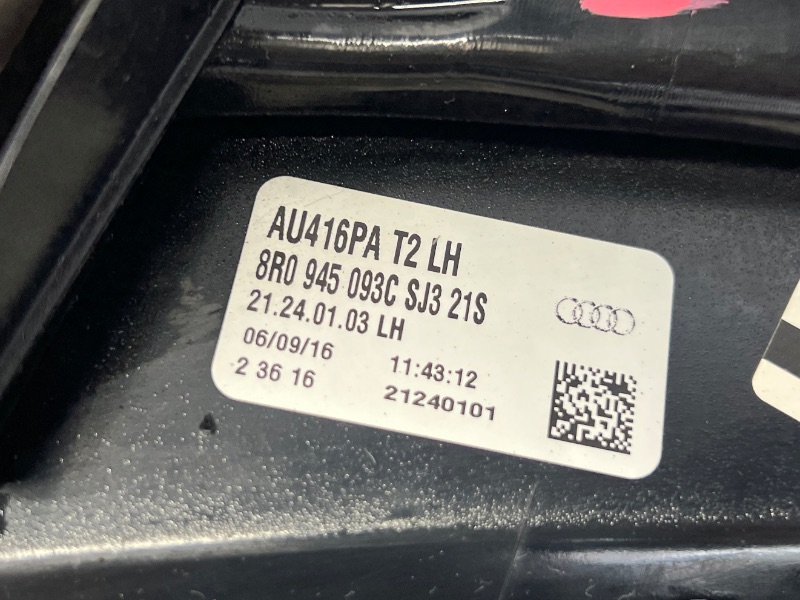 AU416PA T2 LH
8R0 945 093C SJ3 21S
21.24.01.03 LH
06/09/16 11:43:12
2 36 16 21240101